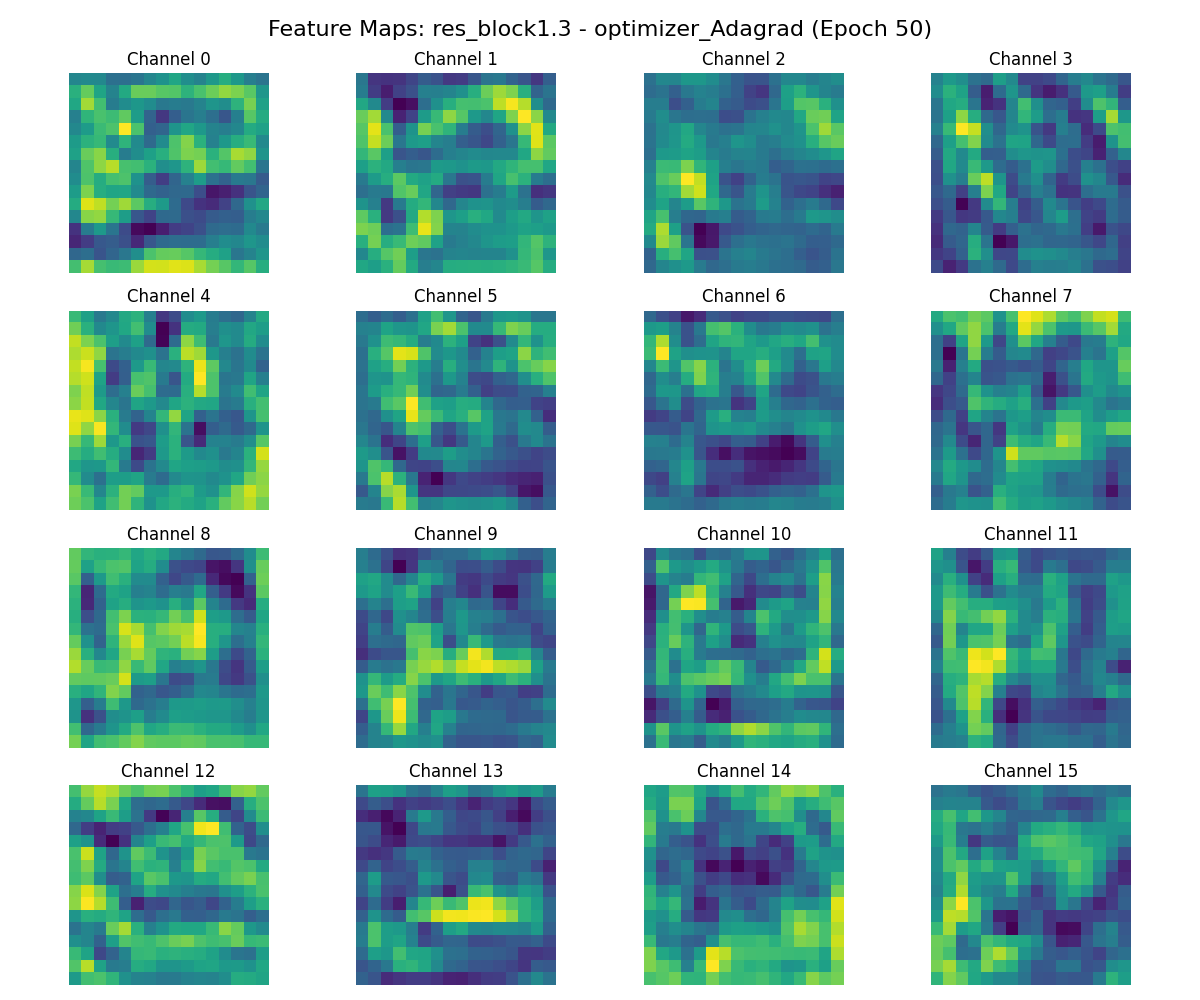 Feature Maps: res_block1.3 - optimizer_Adagrad (Epoch 50)
Channel 0
Channel 1
Channel 2
Channel 3
Channel 4
Channel 5
Channel 6
Channel 7
Channel 8
Channel 9
Channel 10
Channel 11
Channel 12
Channel 13
Channel 14
Channel 15